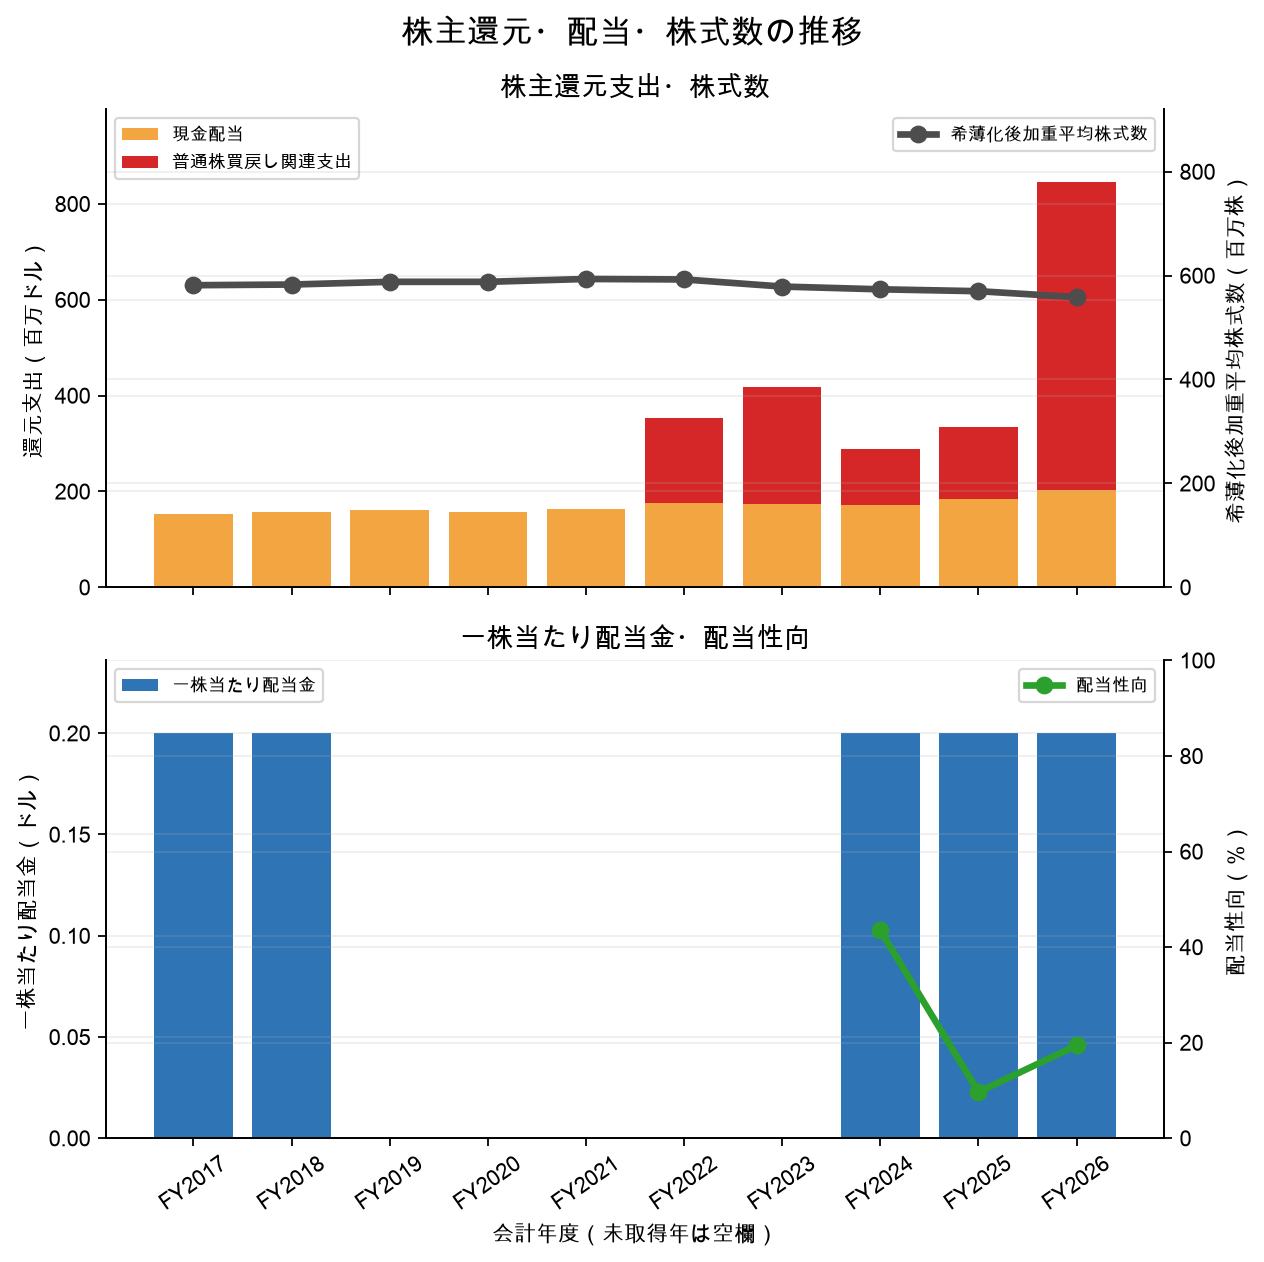 株主還元・配当・株式数の推移
株主還元支出・株式数
現金配当
普通株買戻し関連支出
希薄化後加重平均株式数
還元支出（百万ドル）
800
600
400
200
0
800
600
400
200
0
希薄化後加重平均株式数（百万株）
一株当たり配当金・配当性向
一株当たり配当金
配当性向
一株当たり配当金（ドル）
0.20
0.15
0.10
0.05
0.00
100
80
60
40
20
0
配当性向（%）
FY2017
FY2018
FY2019
FY2020
FY2021
FY2022
FY2023
FY2024
FY2025
FY2026
会計年度（未取得年は空欄）